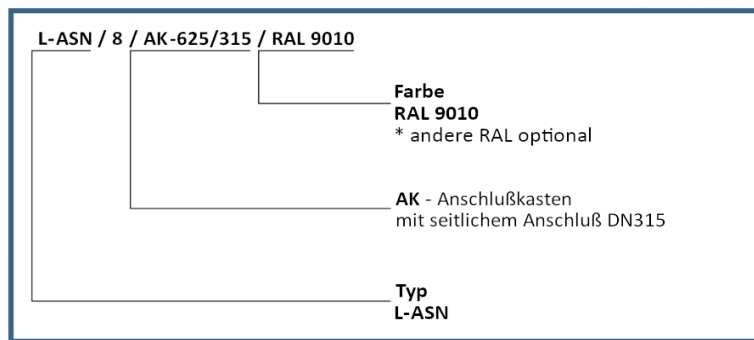 L-ASN / 8 / AK-625/315 / RAL 9010
Farbe
RAL 9010
* andere RAL optional
AK - Anschlußkasten
mit seitlichem Anschluß DN315
Typ
L-ASN